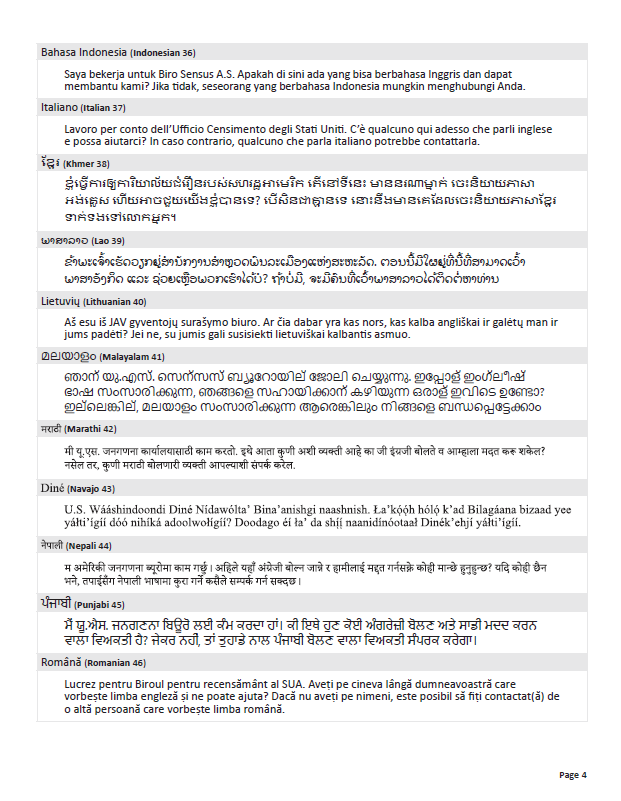 Bahasa Indonesia (Indonesian 36)
Saya bekerja untuk Biro Sensus A.S. Apakah di sini ada yang bisa berbahasa Inggris dan dapat
membantu kami? Jika tidak, seseorang yang berbahasa Indonesia mungkin menghubungi Anda.
Italiano (Italian 37)
Lavoro per conto dell’Ufficio Censimento degli Stati Uniti. C’è qualcuno qui adesso che parli inglese
e possa aiutarci? In caso contrario, qualcuno che parla italiano potrebbe contattarla.
ខ្មែរ (Khmer 38)
ខ្ញុំធ្វើការឲ្យការិយាល័យជំរឿនរបស់សហរដ្ឋអាមេរិក តើនៅទីនេះ មាននរណាម្នាក់ ចេះនិយាយភាសា
អង់គ្លេស ហើយអាចជួយយើងខ្ញុំបានទេ? បើសិនជាគ្មានទេ នោះនឹងមានគេដែលចេះនិយាយភាសាខ្មែរ
ទាក់ទងទៅលោកអ្នក។
ພາສາລາວ (Lao 39)
ຂ້າພະເຈົ້າເຮັດວຽກຢູ່ສຳນັກງານສຳຫຼວດພົນລະເມືອງແຫ່ງສະຫະລັດ. ຕອນນີ້ມີໃຜຢູ່ທີ່ນີ້ທີ່ສາມາດເວົ້າ
ພາສາອັງກິດ ແລະ ຊ່ວຍເຫຼືອພວກເຮົາໄດ້ບໍ່? ຖ້າບໍ່ມີ, ຈະມີຄົນທີ່ເວົ້າພາສາລາວໄດ້ຕິດຕໍ່ຫາທ່ານ
Lietuvių (Lithuanian 40)
Aš esu iš JAV gyventojų surašymo biuro. Ar čia dabar yra kas nors, kas kalba angliškai ir galėtų man ir
jums padėti? Jei ne, su jumis gali susisiekti lietuviškai kalbantis asmuo.
മലയാളം (Malayalam 41)
ഞാന് യു.എസ്. സെന്സസ് ബ്യൂറോയില് ജോലി ചെയ്യുന്നു. ഇപ്പോള് ഇംഗ്ലീഷ്
ഭാഷ സംസാരിക്കുന്ന, ഞങ്ങളെ സഹായിക്കാന് കഴിയുന്ന ഒരാള് ഇവിടെ ഉണ്ടോ?
ഇല്ലെങ്കില്, മലയാളം സംസാരിക്കുന്ന ആരെങ്കിലും നിങ്ങളെ ബന്ധപ്പെട്ടേക്കാം
मराठी (Marathi 42)
मी यू.एस. जनगणना कार्यालयासाठी काम करतो. इथे आता कुणी अशी व्यक्ती आहे का जी इंग्रजी बोलते व आम्हाला मदत करू शकेल?
नसेल तर, कुणी मराठी बोलणारी व्यक्ती आपल्याशी संपर्क करेल.
Diné (Navajo 43)
U.S. Wááshindoondi Diné Nídawółta’ Bina’anishgi naashnish. Ła’ḱǫ́ǫ́h hólǫ́ k’ad Bilagáana bizaad yee
yáłti’ígíí dóó nihíká adoolwołígíí? Doodago éí ła’ da shı̨́ı̨́ naanidínóotaał Dinék’ehjí yáłti’ígíí.
नेपाली (Nepali 44)
म अमेरिकी जनगणना ब्यूरोमा काम गर्छु। अहिले यहाँ अंग्रेजी बोल्न जान्ने र हामीलाई मद्दत गर्नसक्ने कोही मान्छे हुनुहुन्छ? यदि कोही छैन
भने, तपाईसँग नेपाली भाषामा कुरा गर्ने कसैले सम्पर्क गर्न सक्दछ।
ਪੰਜਾਬੀ (Punjabi 45)
ਮੈਂ ਯੂ.ਐਸ. ਜਨਗਣਨਾ ਬਿਊਰੋ ਲਈ ਕੰਮ ਕਰਦਾ ਹਾਂ। ਕੀ ਇਥੇ ਹੁਣ ਕੋਈ ਅੰਗਰੇਜ਼ੀ ਬੋਲਣ ਅਤੇ ਸਾਡੀ ਮਦਦ ਕਰਨ
ਵਾਲਾ ਵਿਅਕਤੀ ਹੈ? ਜੇਕਰ ਨਹੀਂ, ਤਾਂ ਤੁਹਾਡੇ ਨਾਲ ਪੰਜਾਬੀ ਬੋਲਣ ਵਾਲਾ ਵਿਅਕਤੀ ਸੰਪਰਕ ਕਰੇਗਾ।
Română (Romanian 46)
Lucrez pentru Biroul pentru recensământ al SUA. Aveți pe cineva lângă dumneavoastră care
vorbește limba engleză și ne poate ajuta? Dacă nu aveți pe nimeni, este posibil să fiți contactat(ă) de
o altă persoană care vorbește limba română.
Page 4